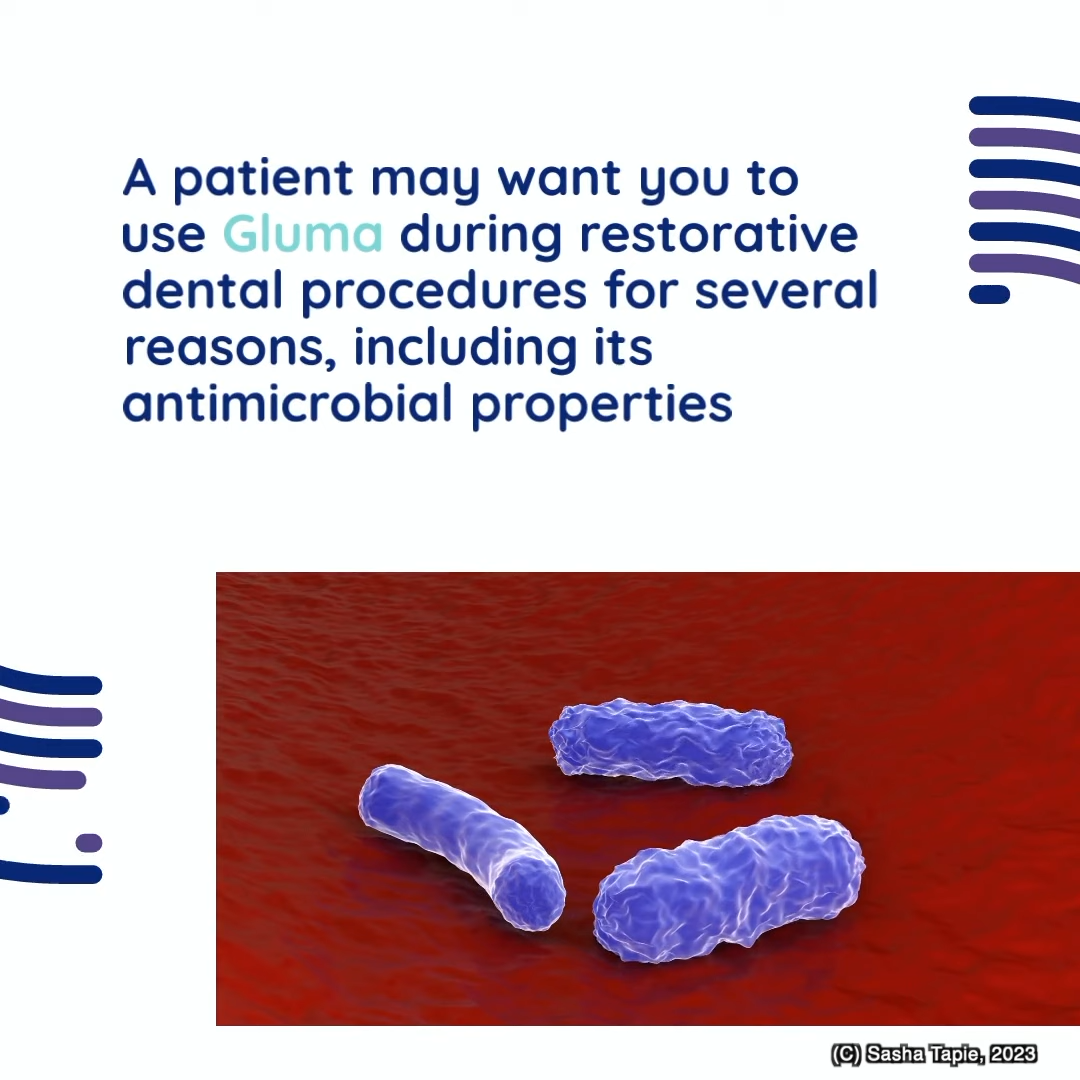 A patient may want you to
use Gluma during restorative
dental procedures for several
reasons, including its
antimicrobial properties
(C) Sasha Tapie, 2023